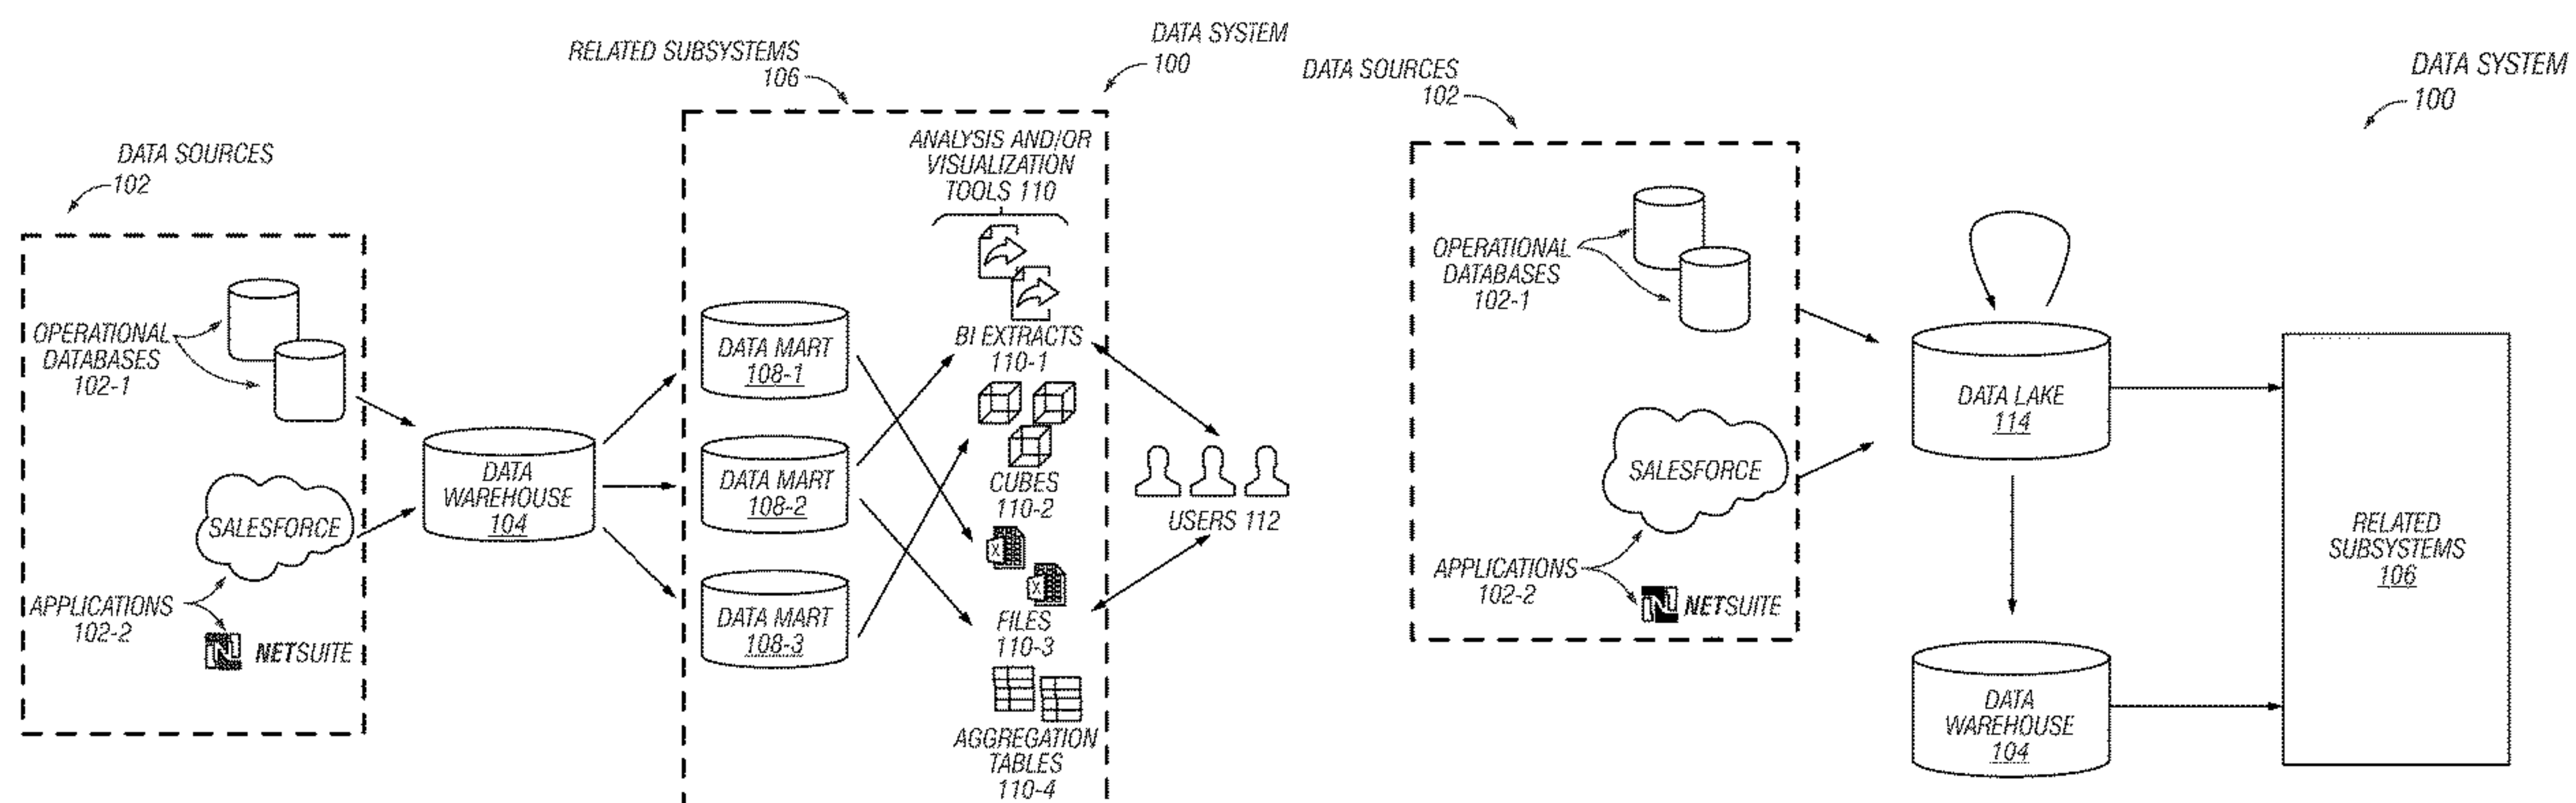 RELATED SUBSYSTEMS
106
DATA SYSTEM
100
DATA SOURCES
102
ANALYSIS AND/OR
VISUALIZATION
TOOLS 110
OPERATIONAL
DATABASES
102-1
SALESFORCE
APPLICATIONS
102-2
NETSUITE
DATA
WAREHOUSE
104
DATA MART
108-1
DATA MART
108-2
DATA MART
108-3
BI EXTRACTS
110-1
CUBES
110-2
FILES
110-3
AGGREGATION
TABLES
110-4
USERS 112
DATA SOURCES
102
DATA SYSTEM
100
OPERATIONAL
DATABASES
102-1
SALESFORCE
APPLICATIONS
102-2
NETSUITE
DATA LAKE
114
DATA
WAREHOUSE
104
RELATED
SUBSYSTEMS
106